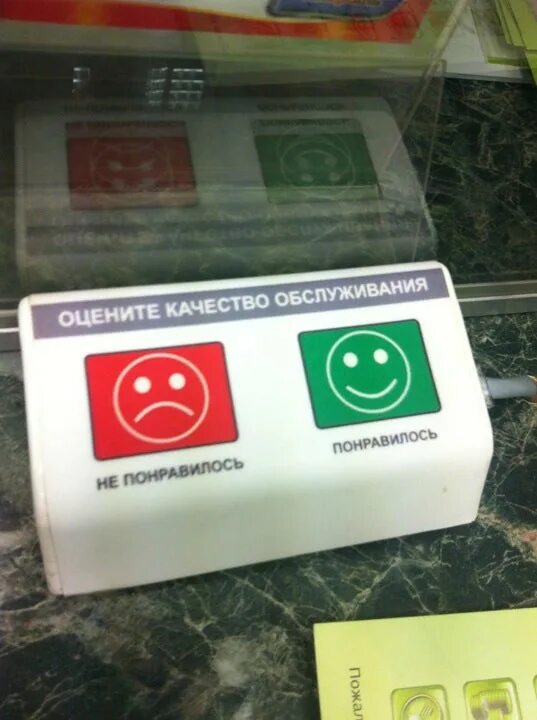 ОЦЕНИТЕ КАЧЕСТВО ОБСЛУЖИВАНИЯ
НЕ ПОНРАВИЛОСЬ
ПОНРАВИЛОСЬ